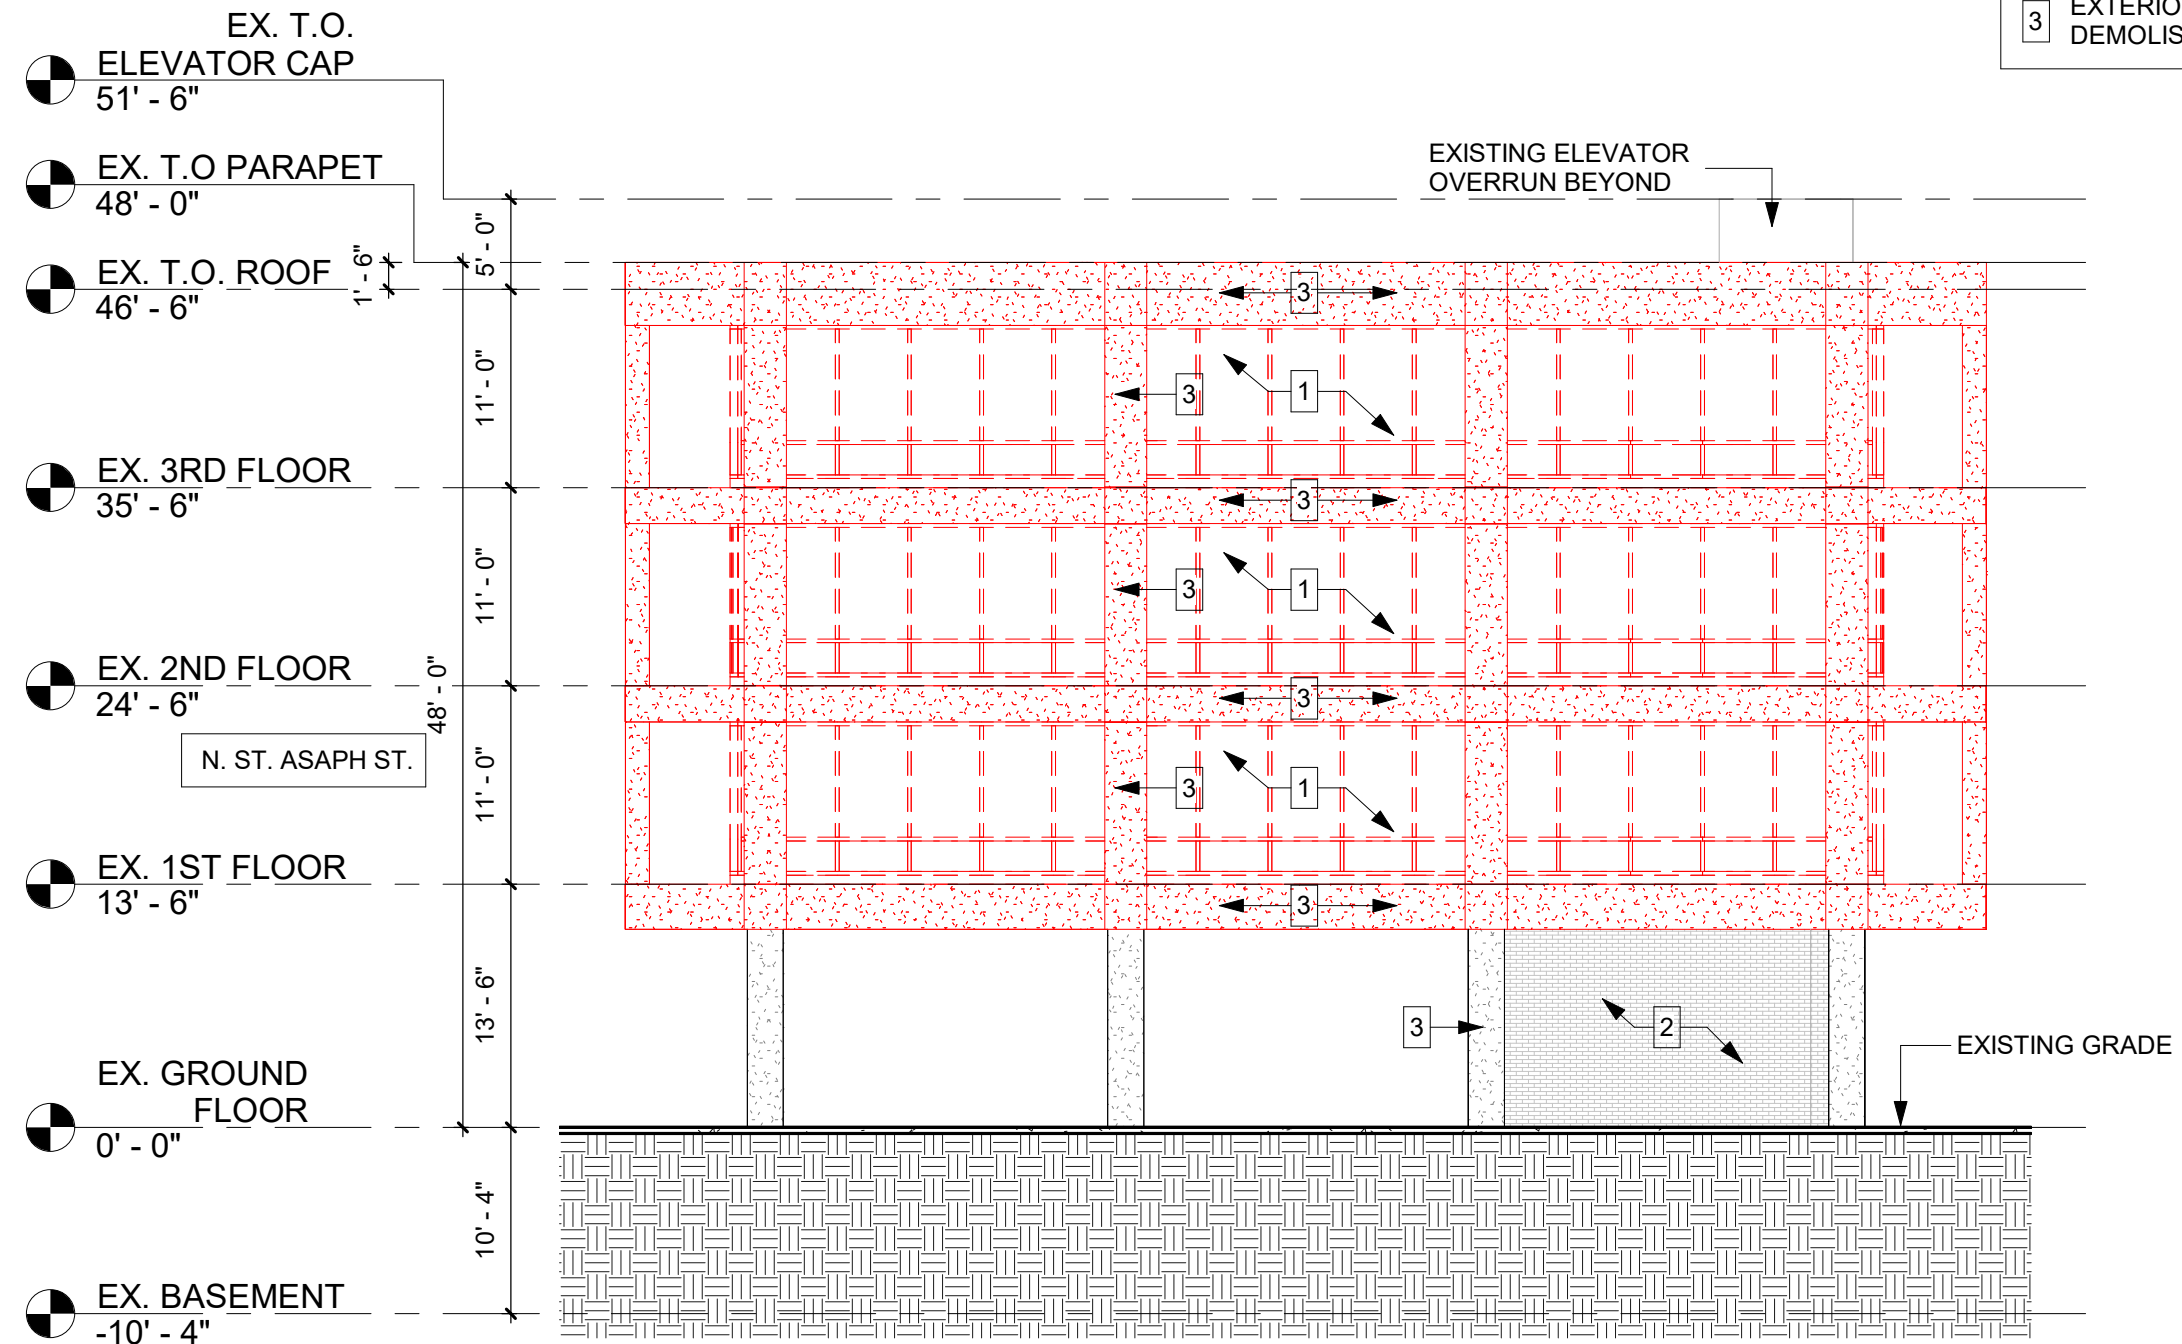 EX. T.O.
ELEVATOR CAP
51' - 6"
EX. T.O PARAPET
48' - 0"
EX. T.O. ROOF
46' - 6"
EX. 3RD FLOOR
35' - 6"
EX. 2ND FLOOR
24' - 6"
N. ST. ASAPH ST.
EX. 1ST FLOOR
13' - 6"
EX. GROUND
FLOOR
0' - 0"
EX. BASEMENT
-10' - 4"
1' - 6"
48' - 0"
5' - 0"
11' - 0"
11' - 0"
11' - 0"
13' - 6"
10' - 4"
EXISTING ELEVATOR
OVERRUN BEYOND
3
3
1
3
3
1
3
3
1
3
3
2
EXISTING GRADE
3 EXTERIO
DEMOLIS